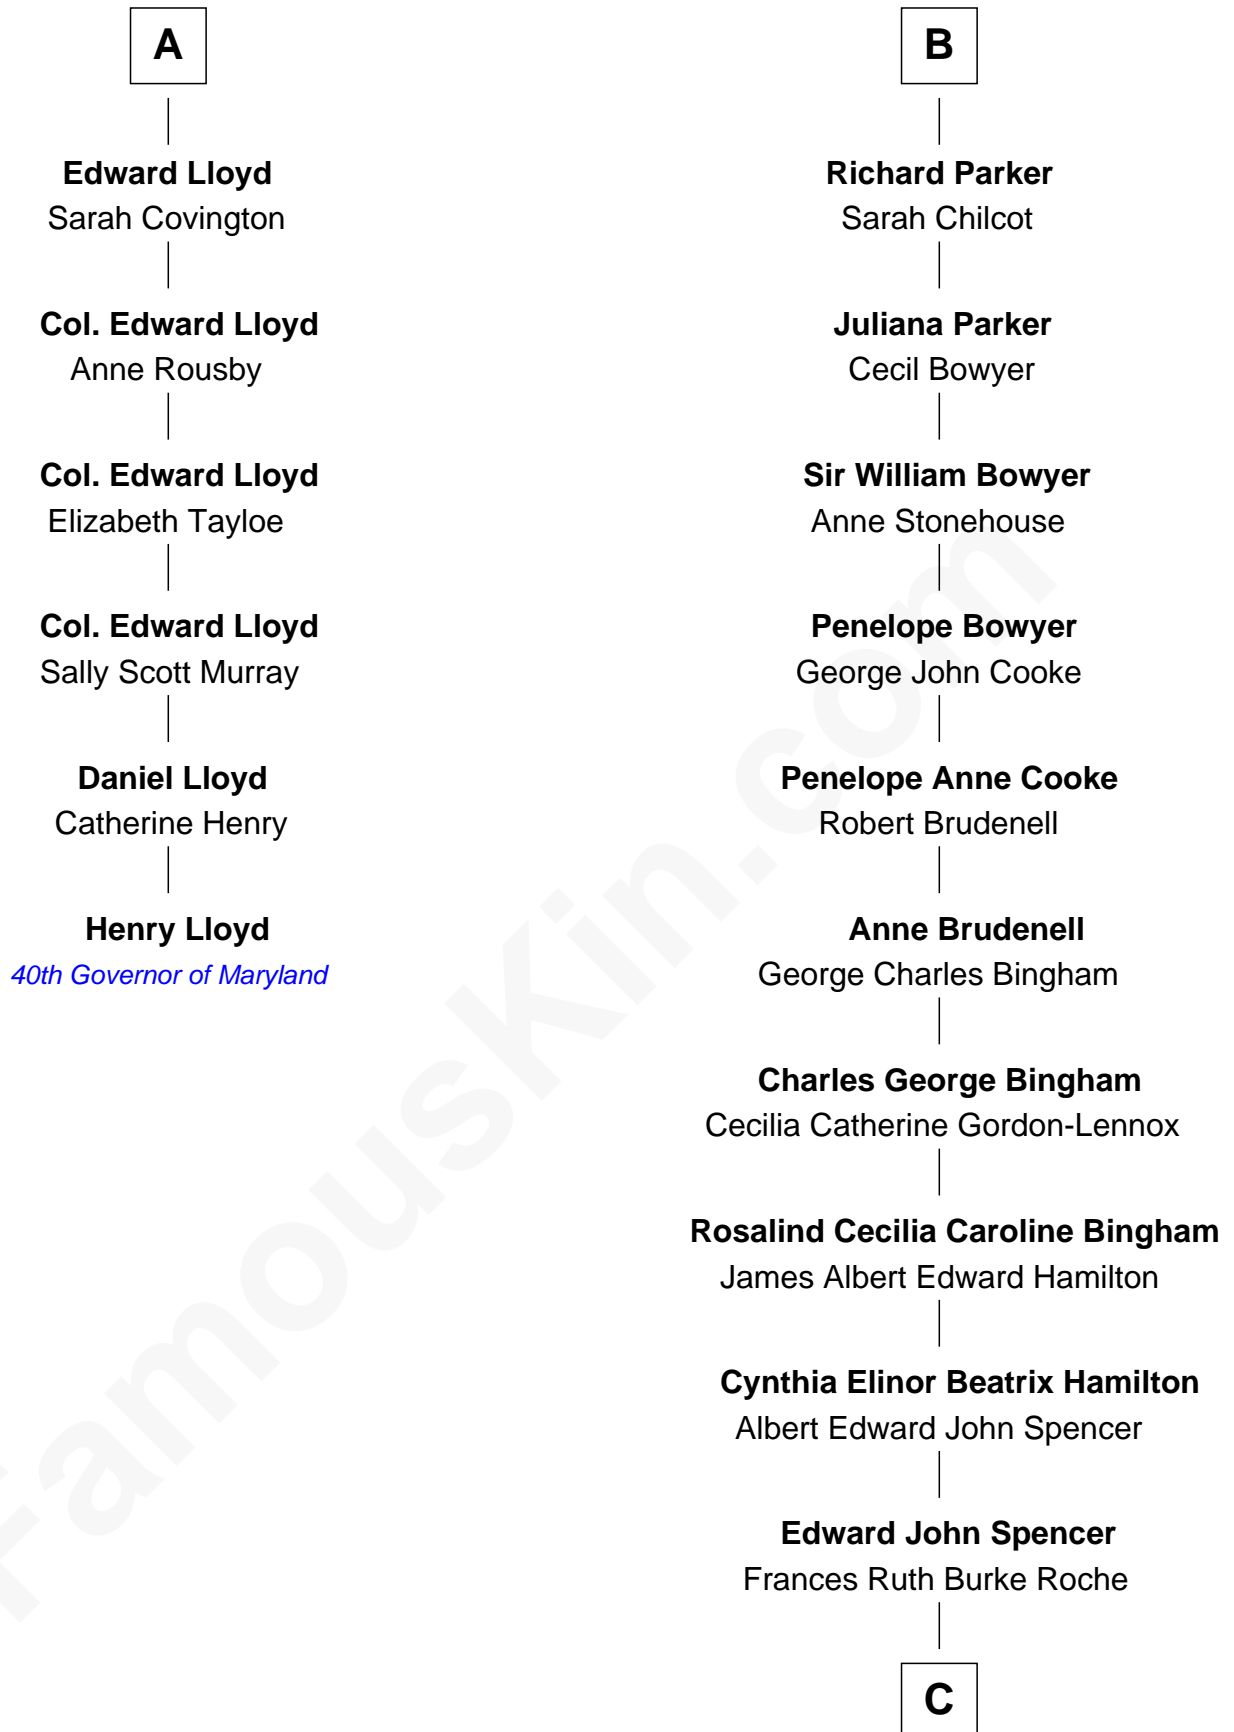 A
Edward Lloyd
Sarah Covington
Col. Edward Lloyd
Anne Rousby
Col. Edward Lloyd
Elizabeth Tayloe
Col. Edward Lloyd
Sally Scott Murray
Daniel Lloyd
Catherine Henry
Henry Lloyd
40th Governor of Maryland
B
Richard Parker
Sarah Chilcot
Juliana Parker
Cecil Bowyer
Sir William Bowyer
Anne Stonehouse
Penelope Bowyer
George John Cooke
Penelope Anne Cooke
Robert Brudenell
Anne Brudenell
George Charles Bingham
Charles George Bingham
Cecilia Catherine Gordon-Lennox
Rosalind Cecilia Caroline Bingham
James Albert Edward Hamilton
Cynthia Elinor Beatrix Hamilton
Albert Edward John Spencer
Edward John Spencer
Frances Ruth Burke Roche
C
FamousKin.com